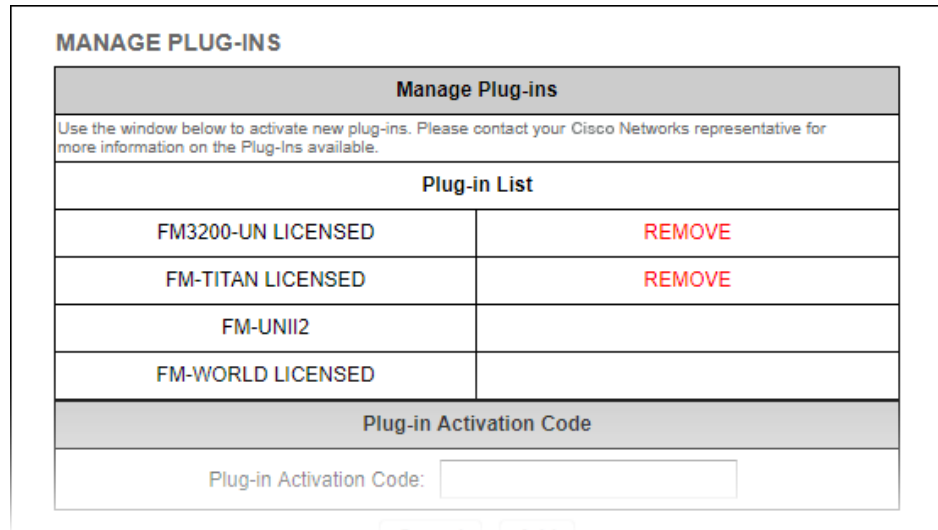 MANAGE PLUG-INS
Manage Plug-ins
Use the window below to activate new plug-ins. Please contact your Cisco Networks representative for
more information on the Plug-Ins available.
Plug-in List
FM3200-UN LICENSED REMOVE
FM-TITAN LICENSED REMOVE
FM-UNII2
FM-WORLD LICENSED
Plug-in Activation Code
Plug-in Activation Code: